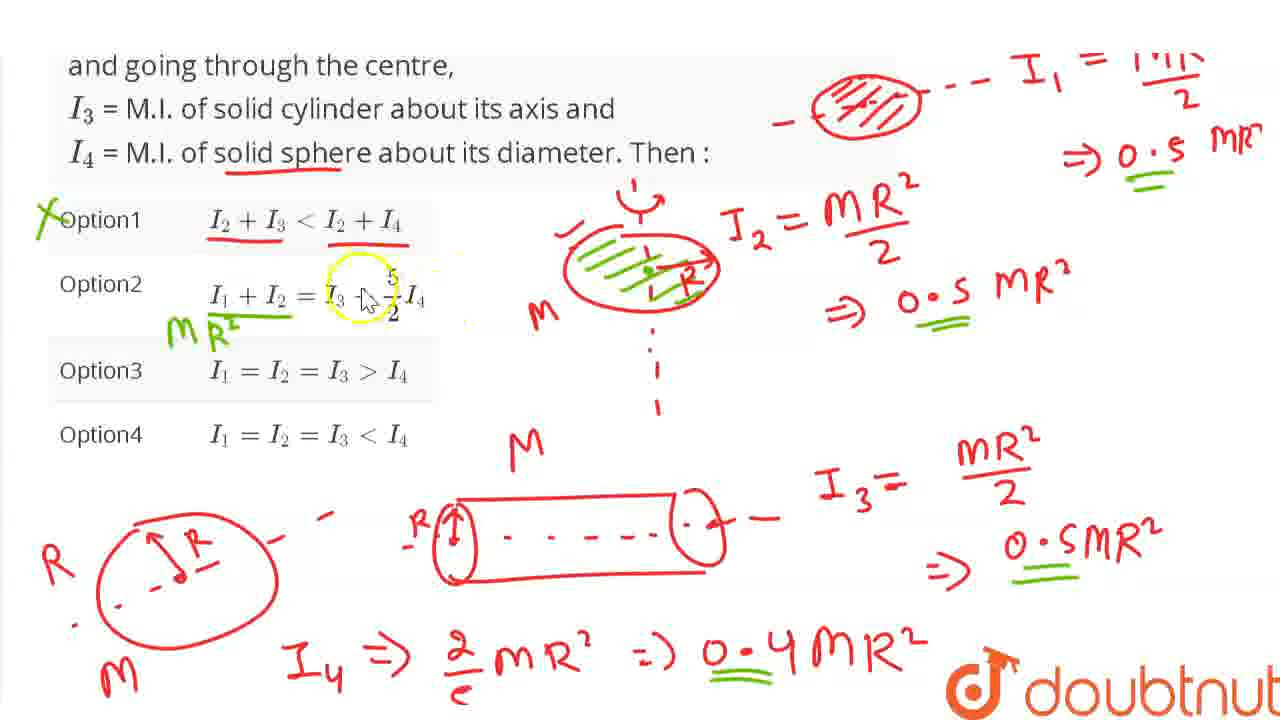 and going through the centre,
I₃ = M.I. of solid cylinder about its axis and
I₄ = M.I. of solid sphere about its diameter. Then :
Option1 I₂ + I₃ < I₂ + I₄
Option2 I₁ + I₂ = I₃ + 5/2 I₄
MR²
Option3 I₁ = I₂ = I₃ > I₄
Option4 I₁ = I₂ = I₃ < I₄
I₁ = MR/2
⇒ 0.5 MR²
I₂ = MR²/2
R
M
⇒ 0.5 MR²
M
R
I₃ = MR²/2
⇒ 0.5MR²
R
R
M
I₄ ⇒ 2/5 MR² ⇒ 0.4MR²
doubtnut